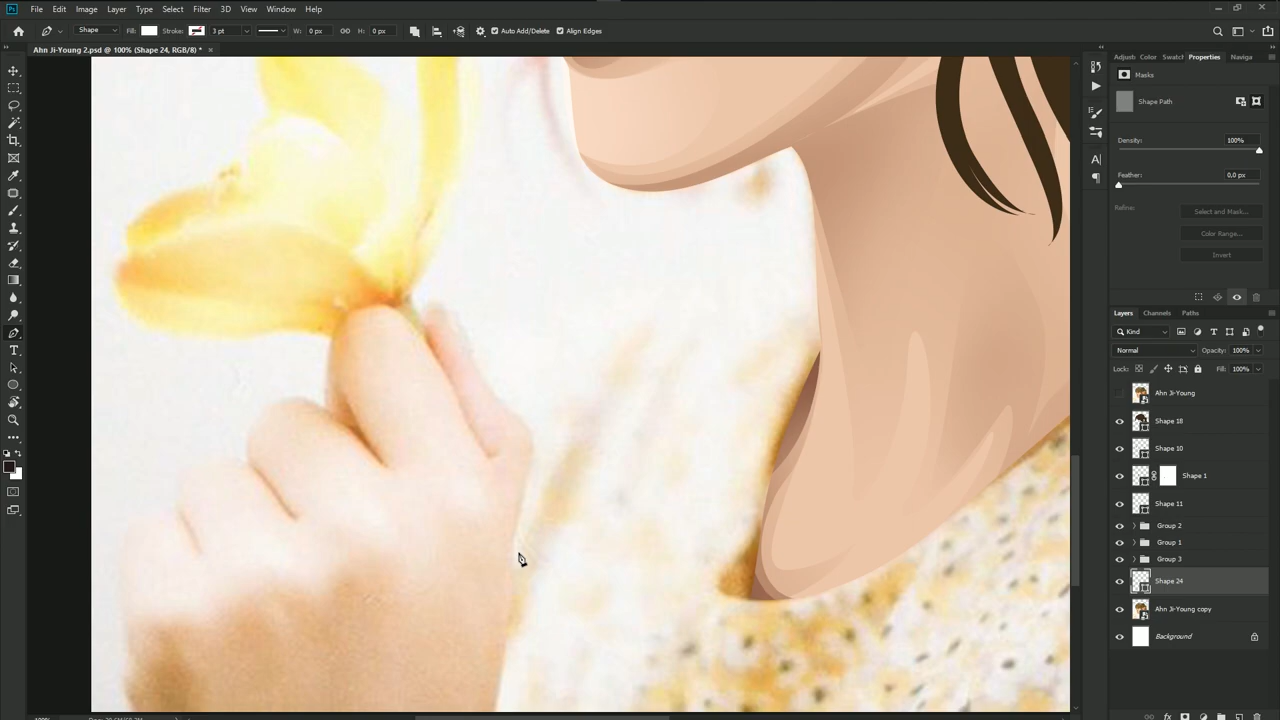 Ps File Edit Image Layer Type Select Filter 3D View Window Help
Shape Fill: Stroke: 3 pt W: 0 px H: 0 px Auto Add/Delete Align Edges
Ahn Ji-Young 2.psd @ 100% (Shape 24, RGB/8) * ×
Adjust Color Swatch Properties Naviga
Masks
Shape Path
Density: 100%
Feather: 0,0 px
Refine: Select and Mask...
Color Range...
Invert
Layers Channels Paths
Kind
Normal Opacity: 100%
Lock: Fill: 100%
Ahn Ji-Young
Shape 18
Shape 10
Shape 1
Shape 11
Group 2
Group 1
Group 3
Shape 24
Ahn Ji-Young copy
Background